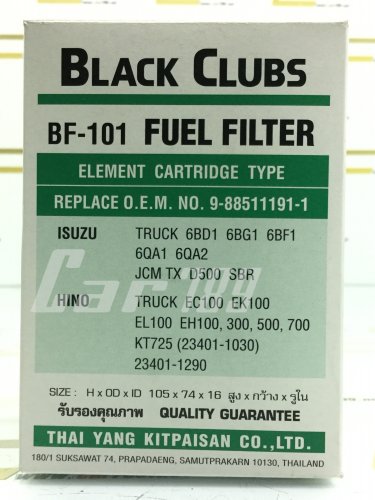 BLACK CLUBS
BF-101 FUEL FILTER
ELEMENT CARTRIDGE TYPE
REPLACE O.E.M. NO. 9-88511191-1
ISUZU TRUCK 6BD1 6BG1 6BF1
6QA1 6QA2
JCM TX D500 SBR
HINO TRUCK EC100 EK100
EL100 EH100, 300, 500, 700
KT725 (23401-1030)
23401-1290
SIZE : H x OD x ID 105 x 74 x 16 สูง x กว้าง x รูใน
รับรองคุณภาพ QUALITY GUARANTEE
THAI YANG KITPAISAN CO.,LTD.
180/1 SUKSAWAT 74, PRAPADAENG, SAMUTPRAKARN 10130, THAILAND